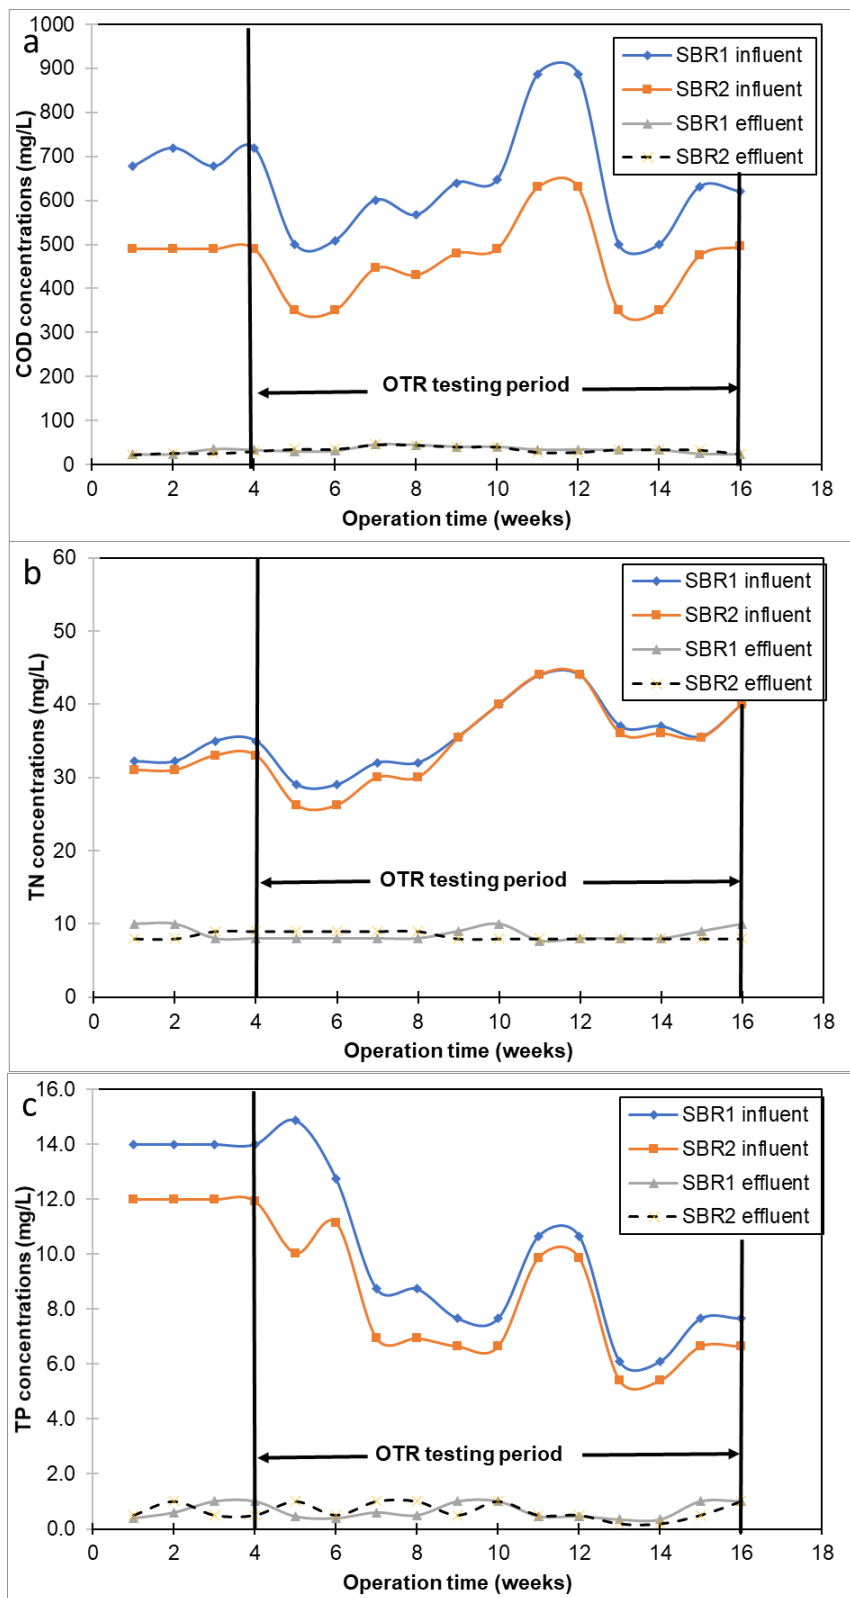 a
1000
900
800
700
600
500
400
300
200
100
0
COD concentrations (mg/L)
SBR1 influent
SBR2 influent
SBR1 effluent
SBR2 effluent
OTR testing period
0 2 4 6 8 10 12 14 16 18
Operation time (weeks)
b
60
50
40
30
20
10
0
TN concentrations (mg/L)
SBR1 influent
SBR2 influent
SBR1 effluent
SBR2 effluent
OTR testing period
0 2 4 6 8 10 12 14 16 18
Operation time (weeks)
c
16.0
14.0
12.0
10.0
8.0
6.0
4.0
2.0
0.0
TP concentrations (mg/L)
SBR1 influent
SBR2 influent
SBR1 effluent
SBR2 effluent
OTR testing period
0 2 4 6 8 10 12 14 16 18
Operation time (weeks)